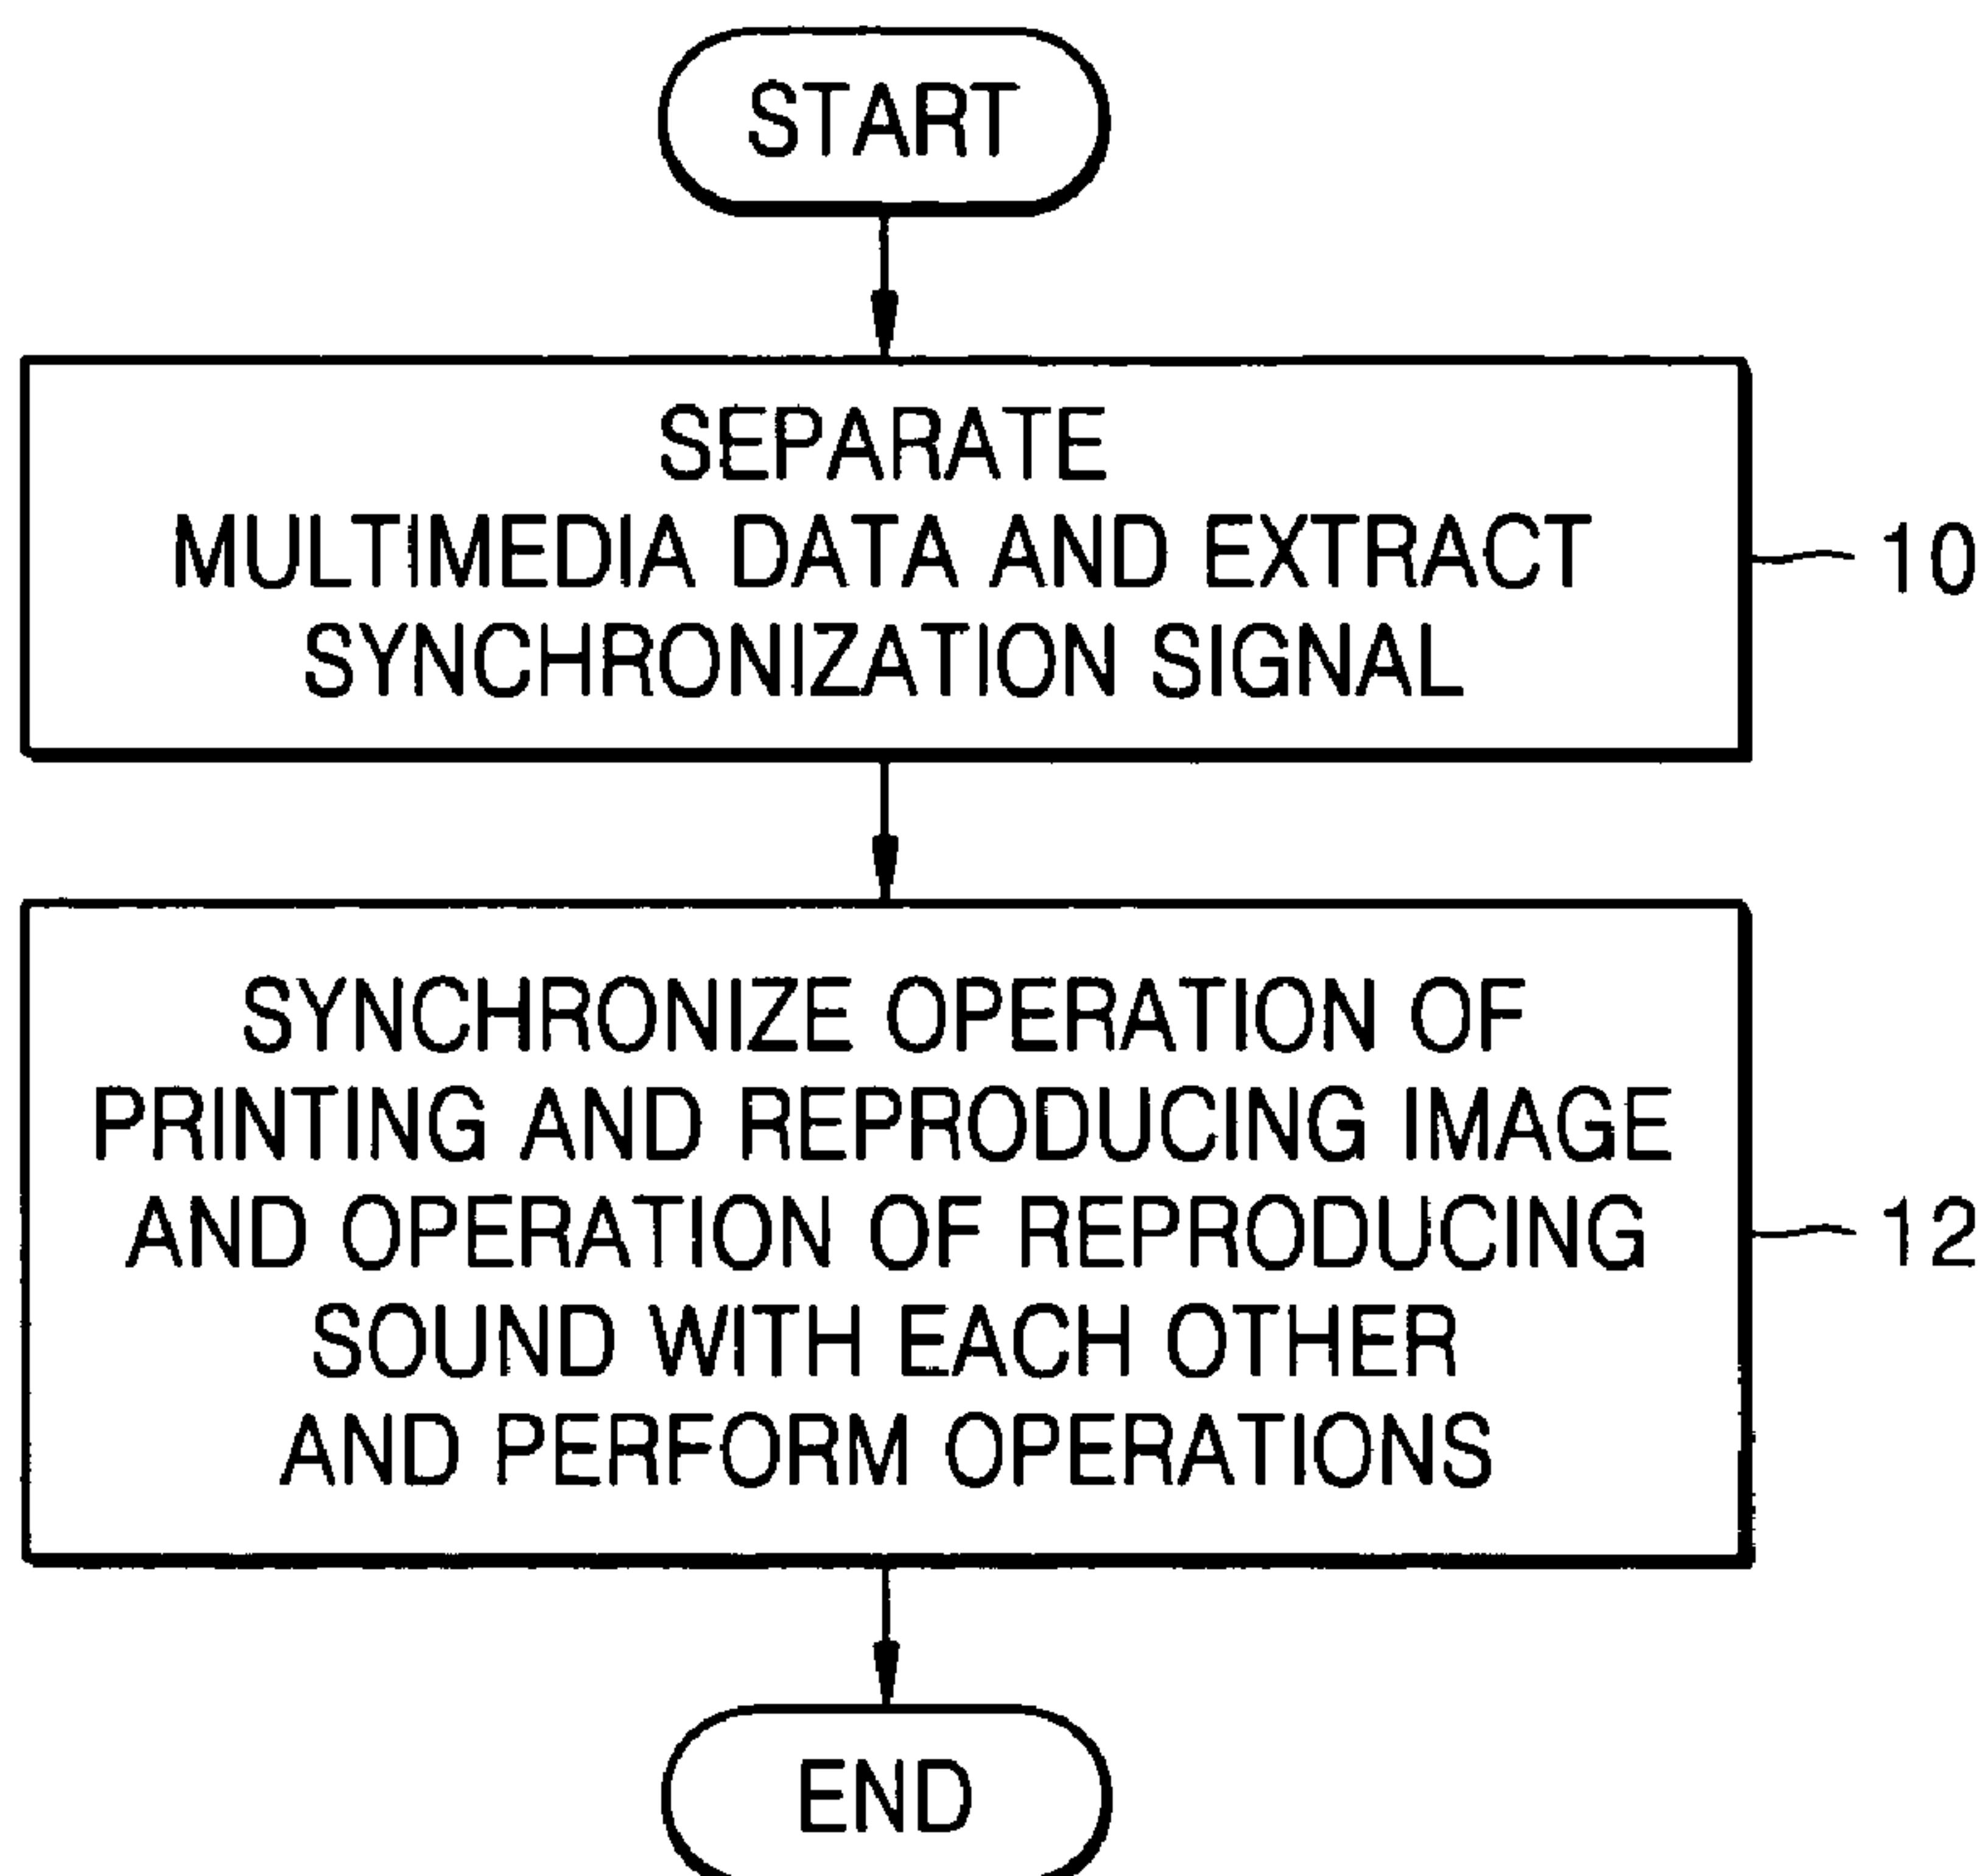 START
SEPARATE
MULTIMEDIA DATA AND EXTRACT
SYNCHRONIZATION SIGNAL
10
SYNCHRONIZE OPERATION OF
PRINTING AND REPRODUCING IMAGE
AND OPERATION OF REPRODUCING
SOUND WITH EACH OTHER
AND PERFORM OPERATIONS
12
END